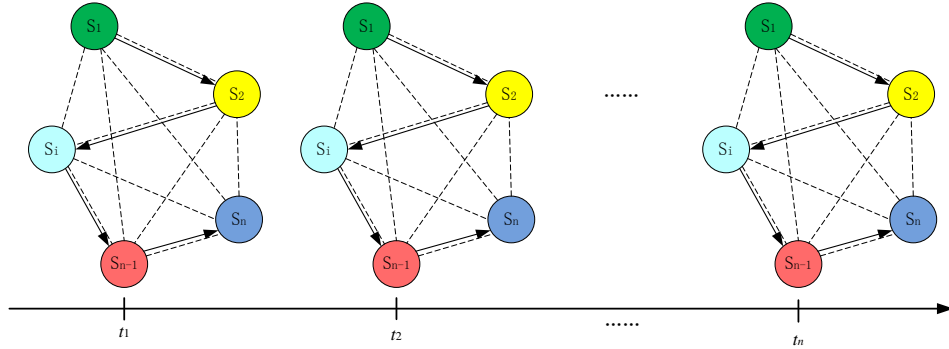 S1 S1 S1
S2 S2 …… S2
Si Si Si
Sn Sn Sn
Sn-1 Sn-1 Sn-1
t1 t2 …… tn